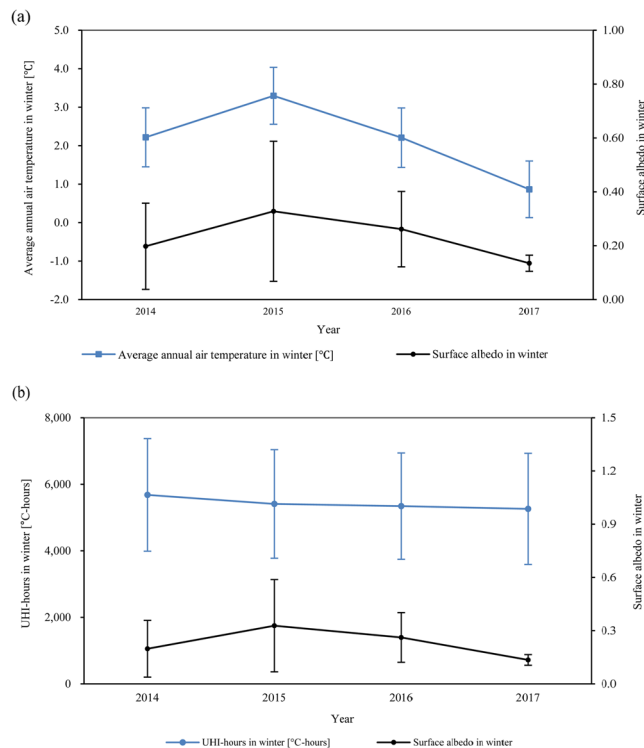 (a)
Average annual air temperature in winter [℃]
5.0
4.0
3.0
2.0
1.0
0.0
-1.0
-2.0
1.00
0.80
0.60
0.40
0.20
0.00
Surface albedo in winter
2014 2015 2016 2017
Year
Average annual air temperature in winter [℃] Surface albedo in winter
(b)
UHI-hours in winter [°C-hours]
8,000
6,000
4,000
2,000
0
1.5
1.2
0.9
0.6
0.3
0.0
Surface albedo in winter
2014 2015 2016 2017
Year
UHI-hours in winter [°C-hours] Surface albedo in winter